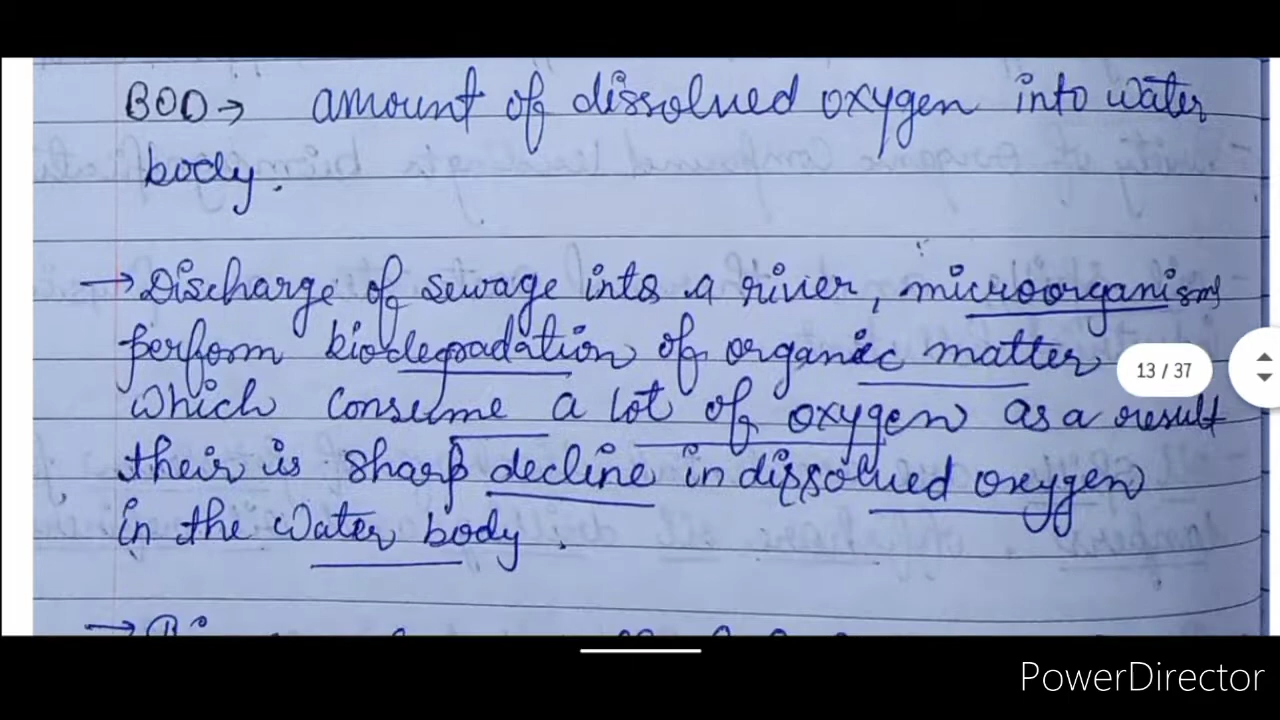 BOD → amount of dissolved oxygen into water
body.
→ Discharge of sewage into a river, microorganisms
perform biodegradation of organic matter
13 / 37
which consume a lot of oxygen as a result
their is sharp decline in dissolved oxygen
in the water body.
→
PowerDirector